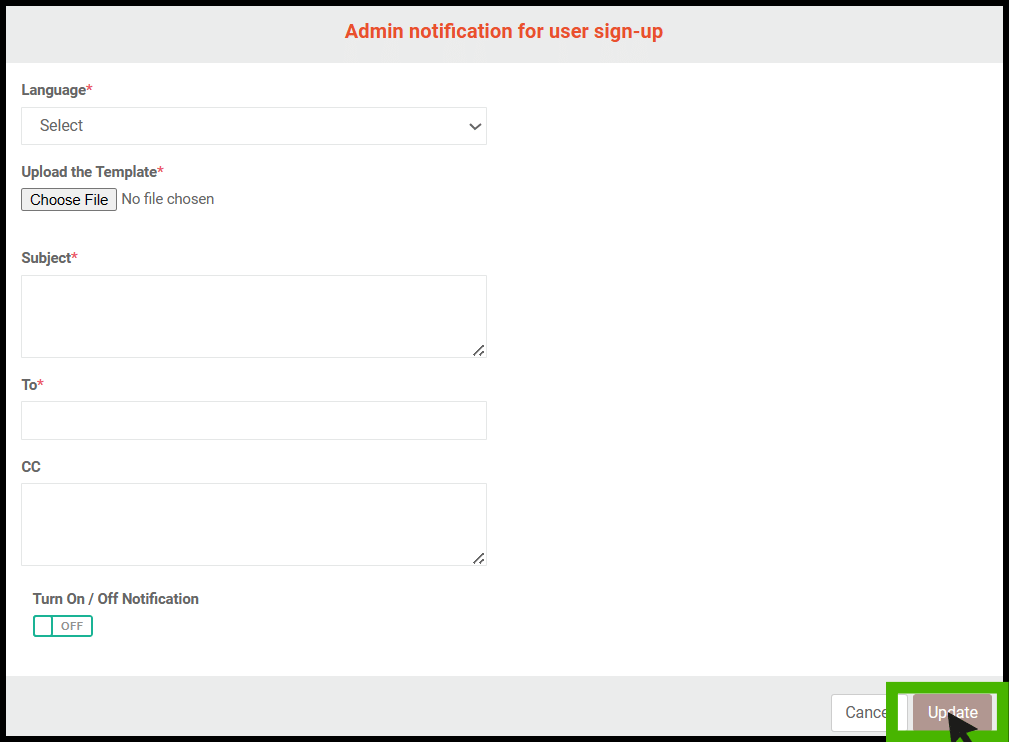 Admin notification for user sign-up
Language*
Select
Upload the Template*
Choose File No file chosen
Subject*
To*
CC
Turn On / Off Notification
OFF
Cance Update